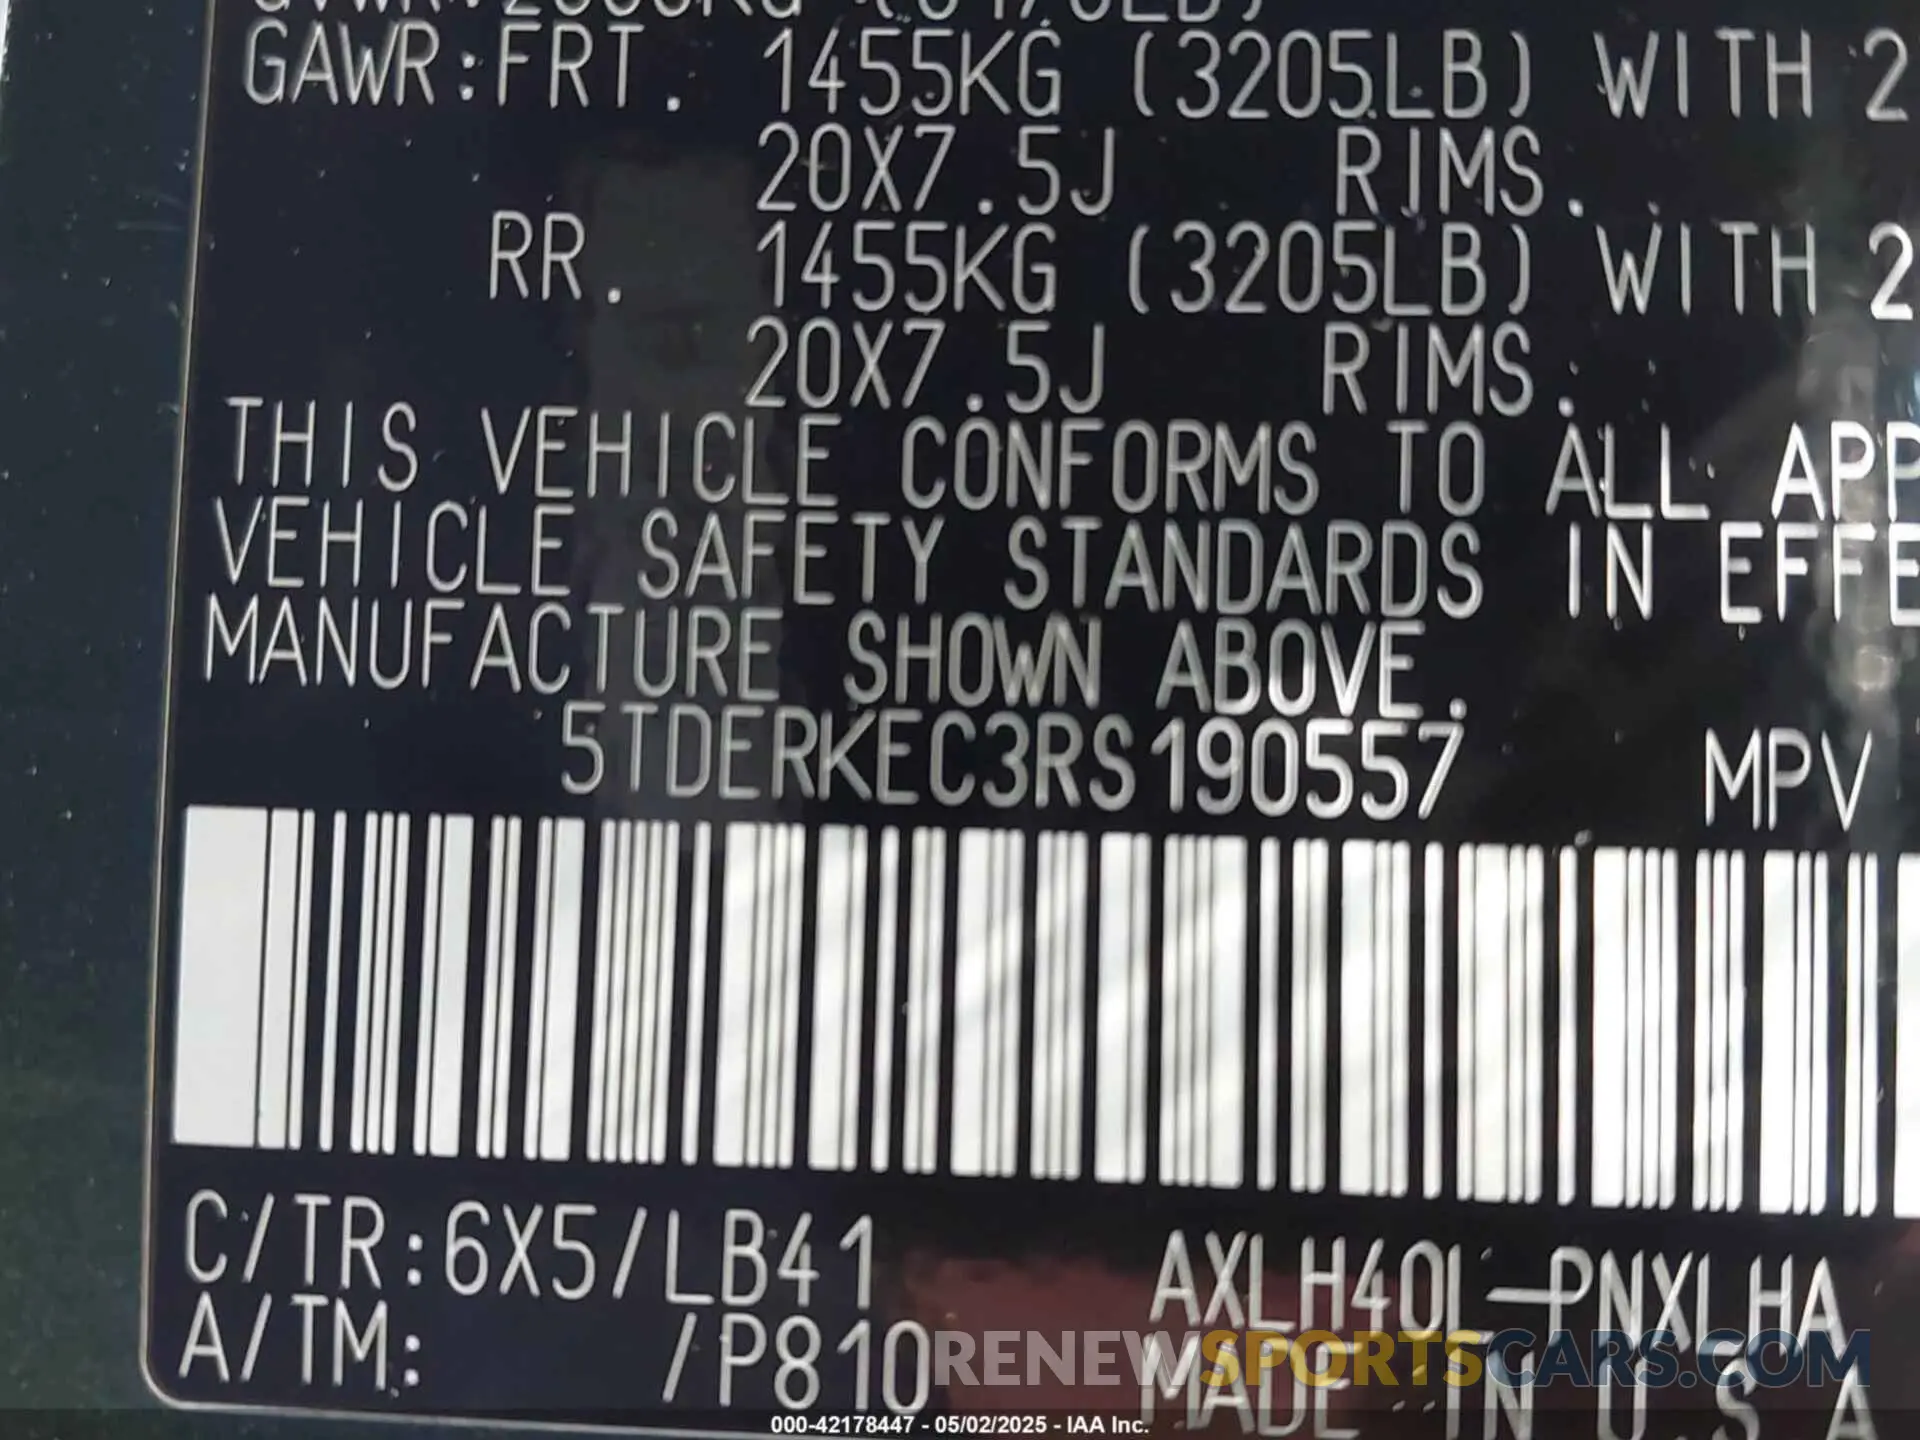 GAWR:FRT. 1455KG (3205LB) WITH 2
20X7.5J RIMS.
RR. 1455KG (3205LB) WITH 2
20X7.5J RIMS.
THIS VEHICLE CONFORMS TO ALL APP
VEHICLE SAFETY STANDARDS IN EFFE
MANUFACTURE SHOWN ABOVE.
5TDERKEC3RS190557 MPV
C/TR:6X5/LB41 AXLH40L-PNXLHA
A/TM: /P810 MADE IN U.S.A
RENEWSPORTSCARS.COM
000-42178447 - 05/02/2025 - IAA Inc.